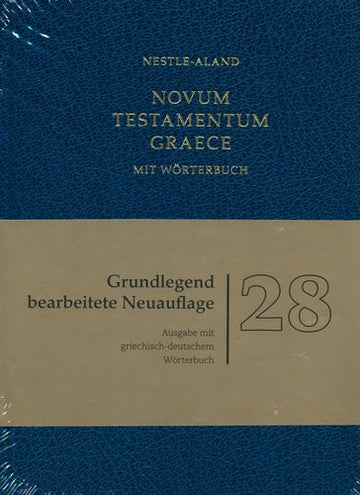 NESTLE-ALAND
NOVUM
TESTAMENTUM
GRAECE
MIT WÖRTERBUCH
Grundlegend
bearbeitete Neuauflage
28
Ausgabe mit
griechisch-deutschem
Wörterbuch